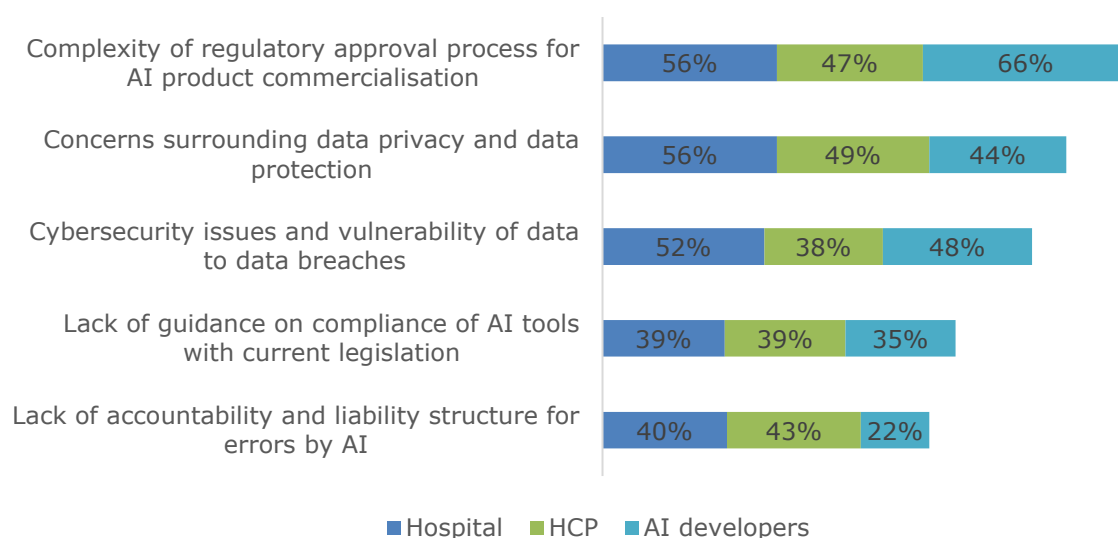 Complexity of regulatory approval process for
AI product commercialisation
56% 47% 66%
Concerns surrounding data privacy and data
protection
56% 49% 44%
Cybersecurity issues and vulnerability of data
to data breaches
52% 38% 48%
Lack of guidance on compliance of AI tools
with current legislation
39% 39% 35%
Lack of accountability and liability structure for
errors by AI
40% 43% 22%
Hospital HCP AI developers